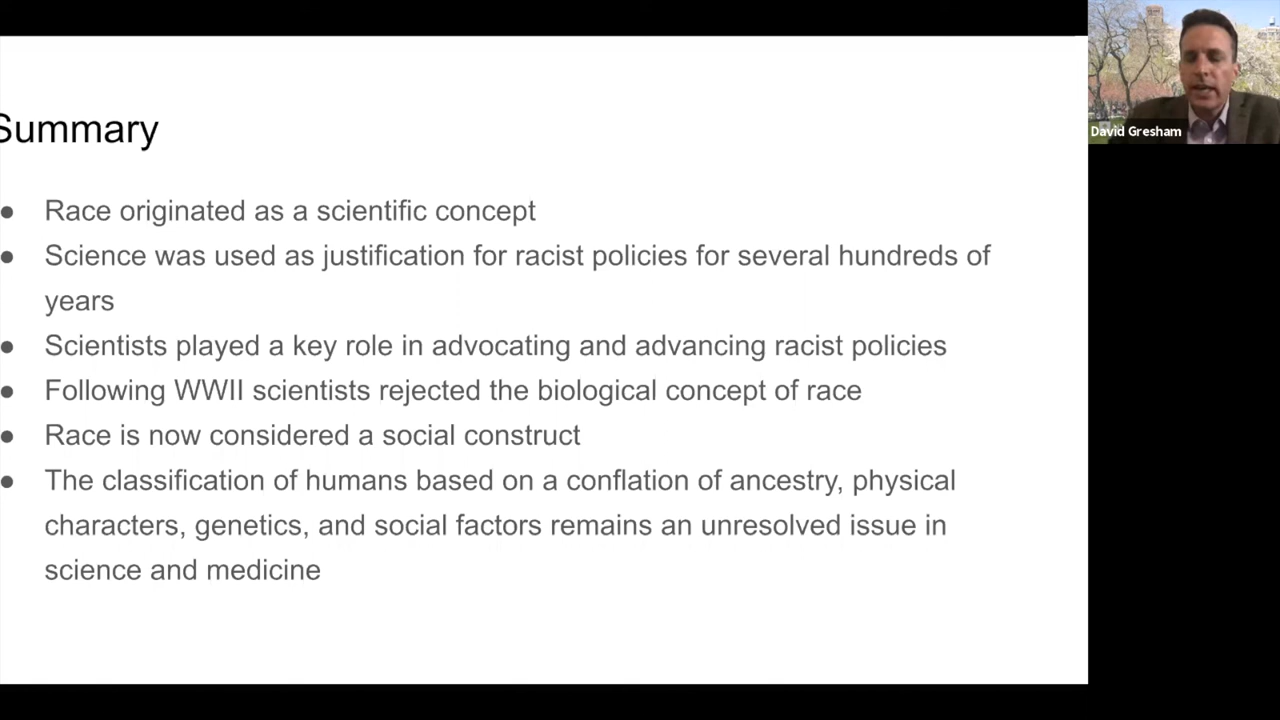 Summary
● Race originated as a scientific concept
● Science was used as justification for racist policies for several hundreds of
years
● Scientists played a key role in advocating and advancing racist policies
● Following WWII scientists rejected the biological concept of race
● Race is now considered a social construct
● The classification of humans based on a conflation of ancestry, physical
characters, genetics, and social factors remains an unresolved issue in
science and medicine
David Gresham